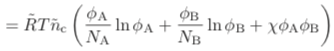 = R̃Tñ_c ( ϕ_A/N_A ln ϕ_A + ϕ_B/N_B ln ϕ_B + χϕ_Aϕ_B )